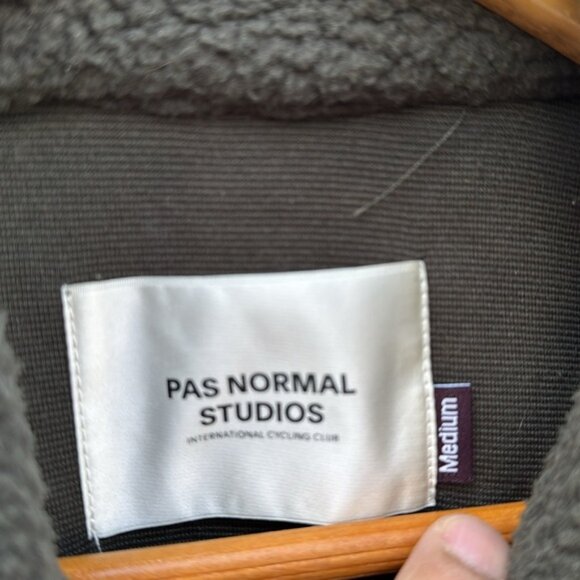 PAS NORMAL
STUDIOS
INTERNATIONAL CYCLING CLUB
Medium